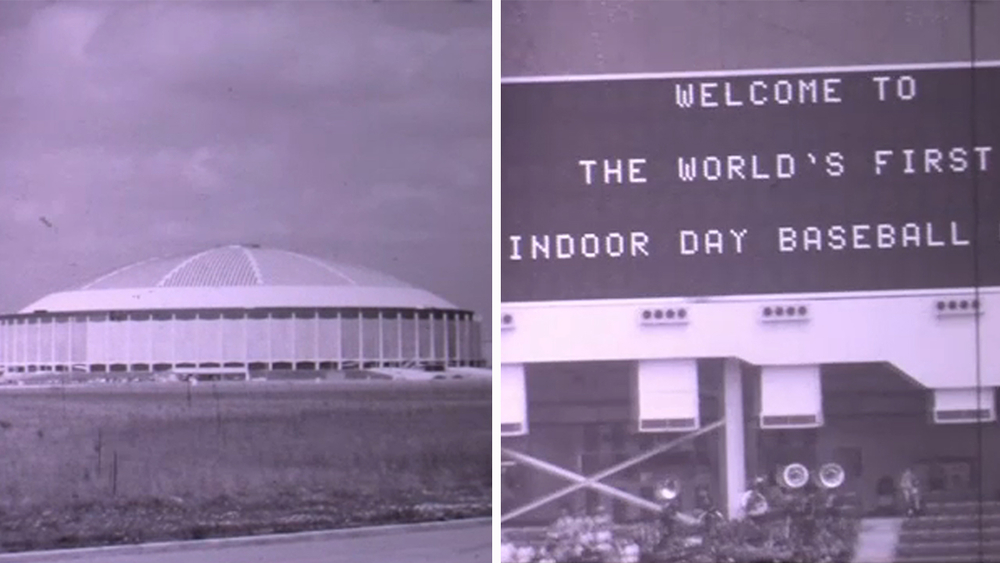 WELCOME TO
THE WORLD'S FIRST
INDOOR DAY BASEBALL